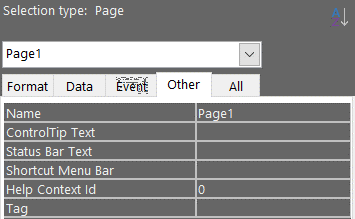 Selection type: Page
Page1
Format Data Event Other All
Name Page1
ControlTip Text
Status Bar Text
Shortcut Menu Bar
Help Context Id 0
Tag